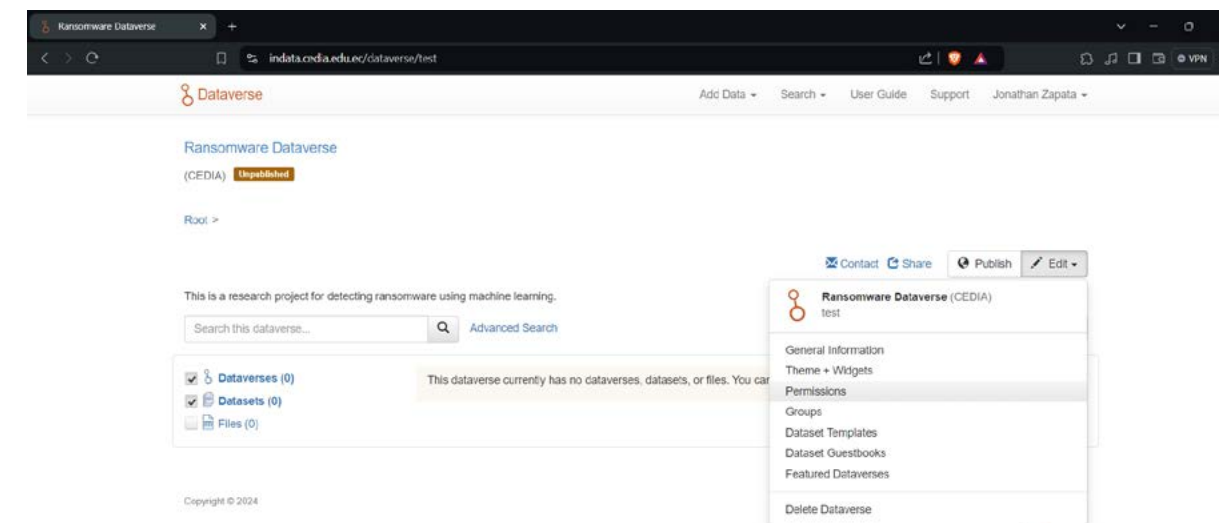 Ransomware Dataverse
indata.cedia.edu.ec/dataverse/test
VPN
Dataverse
Add Data
Search
User Guide
Support
Jonathan Zapata
Ransomware Dataverse
(CEDIA) Unpublished
Root >
Contact Share Publish Edit
This is a research project for detecting ransomware using machine learning.
Search this dataverse...
Advanced Search
Dataverses (0)
Datasets (0)
Files (0)
This dataverse currently has no dataverses, datasets, or files. You can
Ransomware Dataverse (CEDIA)
test
General Information
Theme + Widgets
Permissions
Groups
Dataset Templates
Dataset Guestbooks
Featured Dataverses
Delete Dataverse
Copyright © 2024